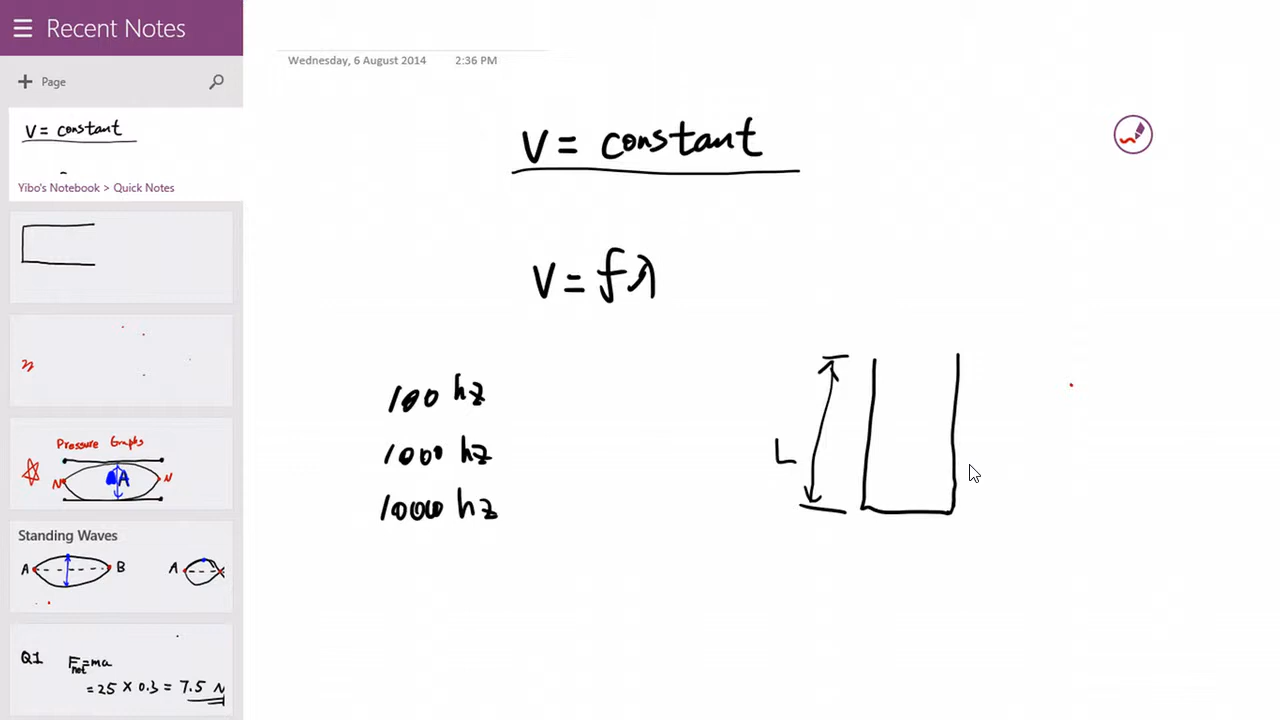 Recent Notes
Page
V = constant
Yibo's Notebook > Quick Notes
Pressure Graphs
N A N
Standing Waves
A B A
Q1 Fnet=ma
= 25 × 0.3 = 7.5 N
Wednesday, 6 August 2014 2:36 PM
V = constant
V = fλ
100 hz
1000 hz
10000 hz
L